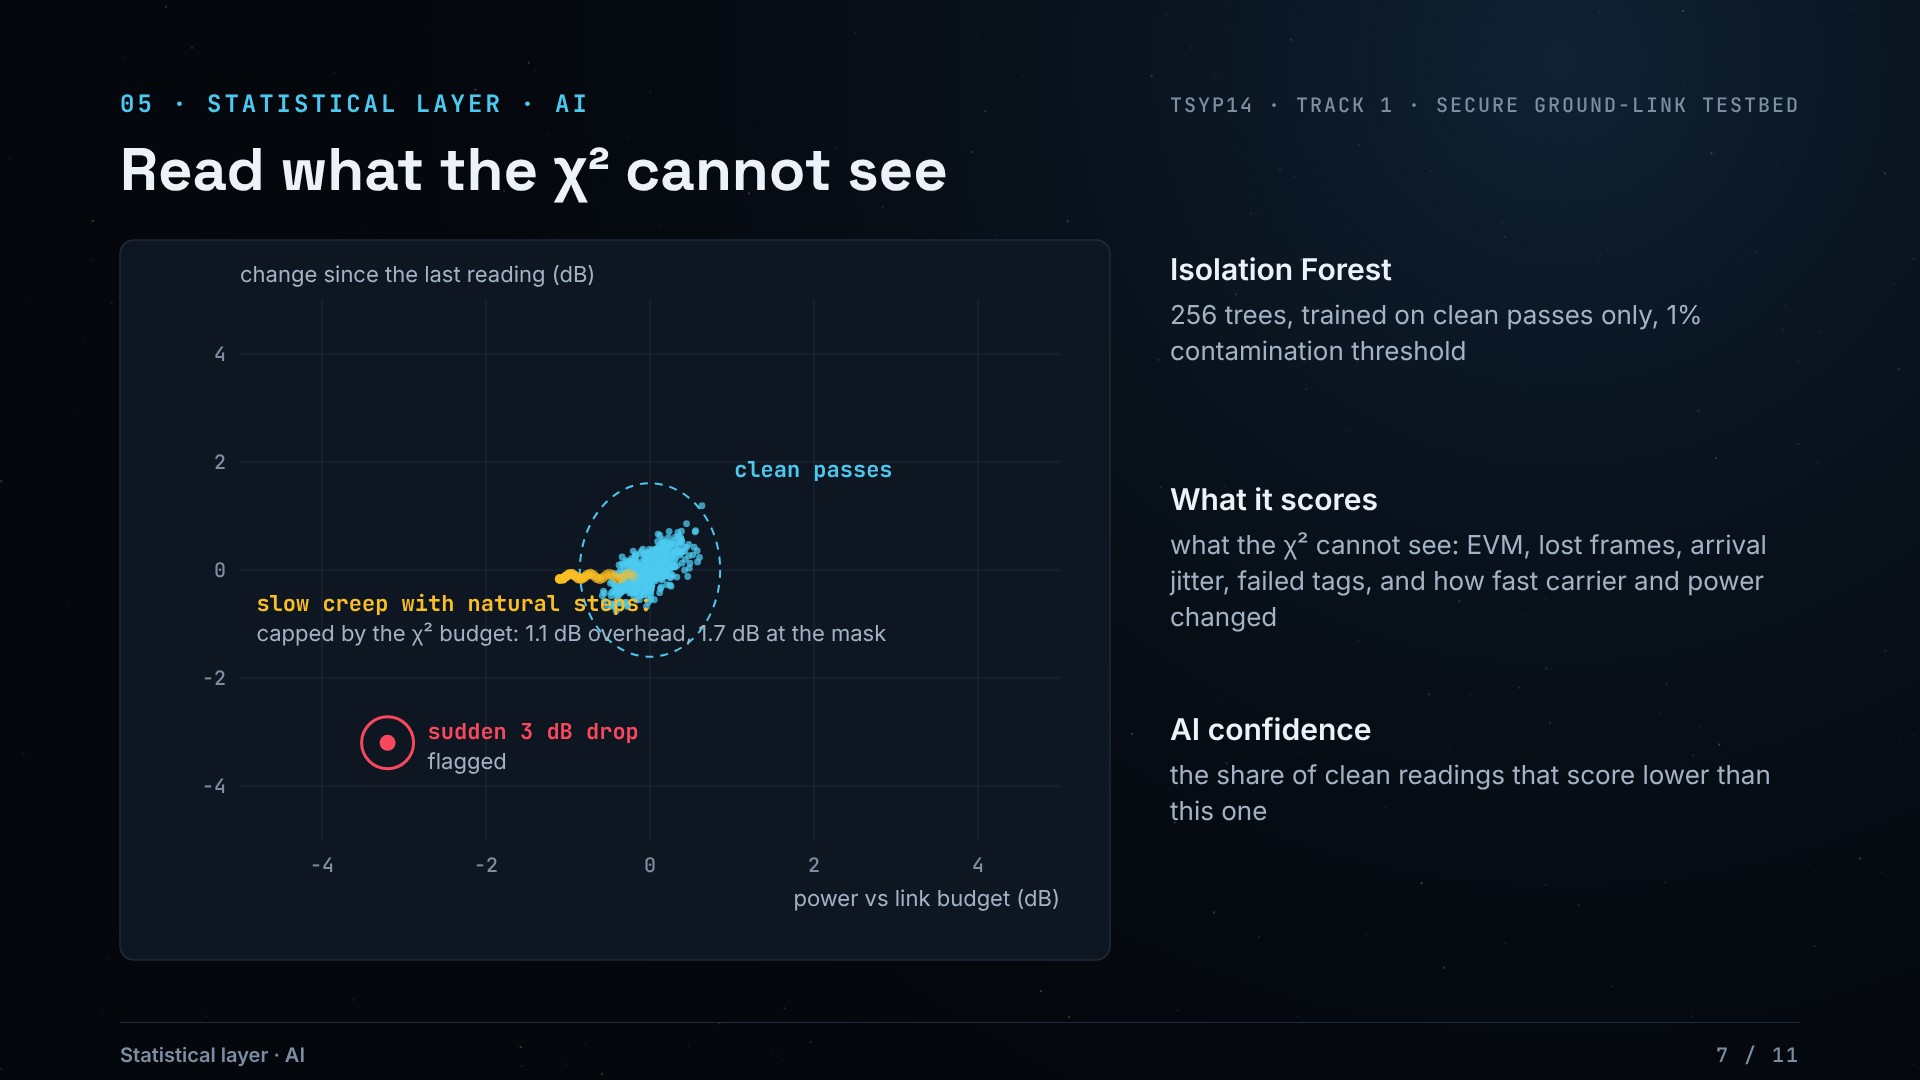 05 · STATISTICAL LAYER · AI
TSYP14 · TRACK 1 · SECURE GROUND-LINK TESTBED
Read what the χ² cannot see
change since the last reading (dB)
4
2
0
-2
-4
clean passes
slow creep with natural steps:
capped by the χ² budget: 1.1 dB overhead, 1.7 dB at the mask
sudden 3 dB drop
flagged
-4
-2
0
2
4
power vs link budget (dB)
Isolation Forest
256 trees, trained on clean passes only, 1%
contamination threshold
What it scores
what the χ² cannot see: EVM, lost frames, arrival
jitter, failed tags, and how fast carrier and power
changed
AI confidence
the share of clean readings that score lower than
this one
Statistical layer · AI
7 / 11